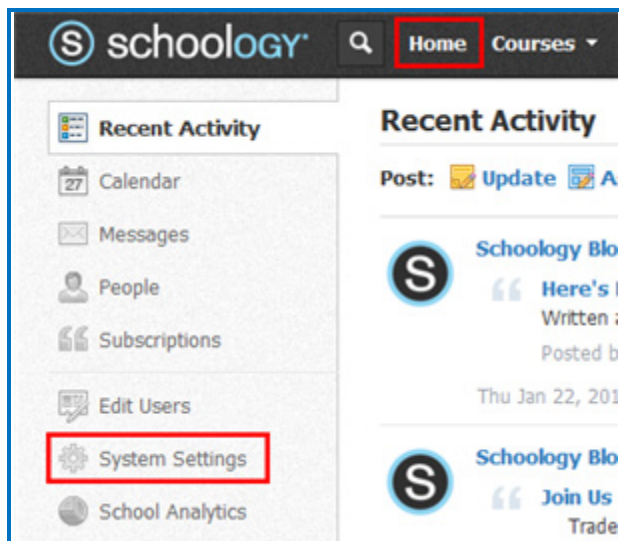 S schoology Home Courses
Recent Activity
27 Calendar
Messages
People
Subscriptions
Edit Users
System Settings
School Analytics
Recent Activity
Post: Update
S Schoology
Here's
Written
Posted
Thu Jan 22,
S Schoology
Join Us